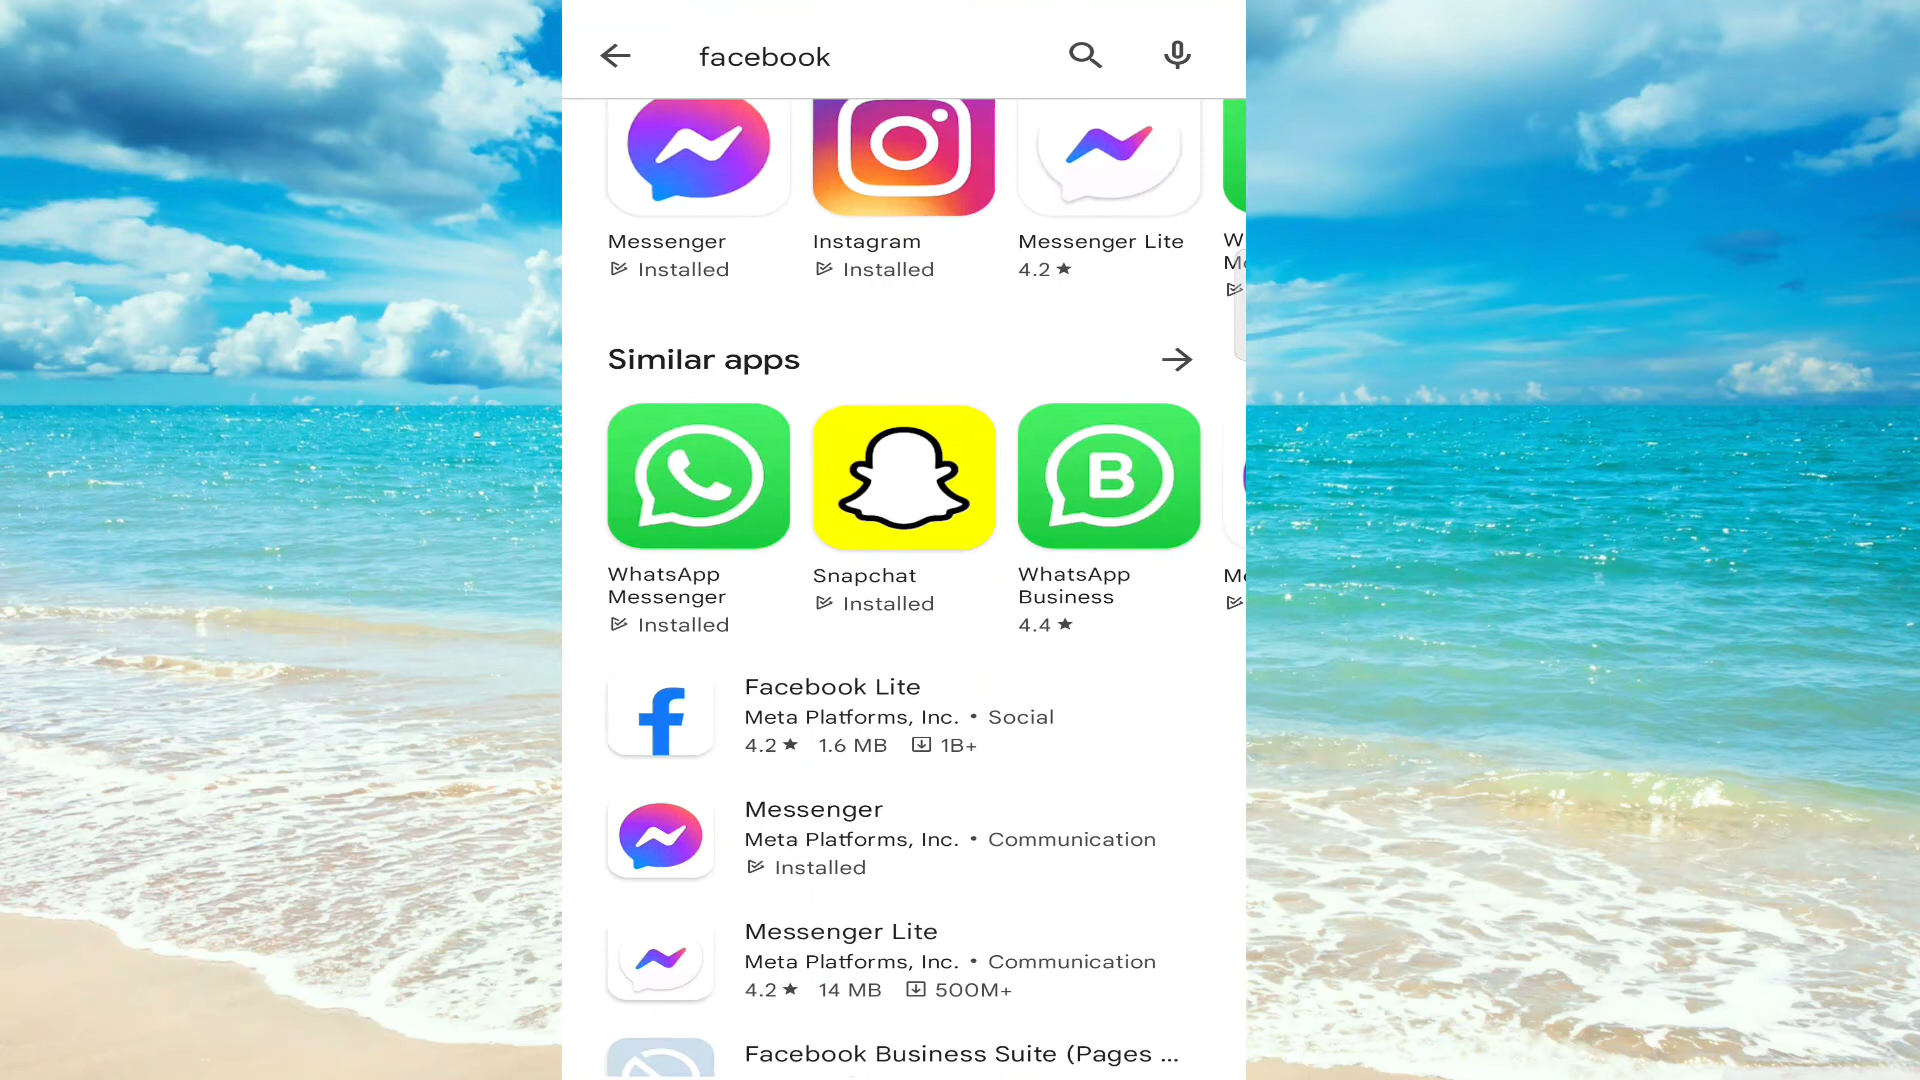 facebook
Messenger
Installed
Instagram
Installed
Messenger Lite
4.2
Similar apps
WhatsApp
Messenger
Installed
Snapchat
Installed
B
WhatsApp
Business
4.4
Facebook Lite
Meta Platforms, Inc. • Social
4.2 1.6 MB 1B+
Messenger
Meta Platforms, Inc. • Communication
Installed
Messenger Lite
Meta Platforms, Inc. • Communication
4.2 14 MB 500M+
Facebook Business Suite (Pages ...